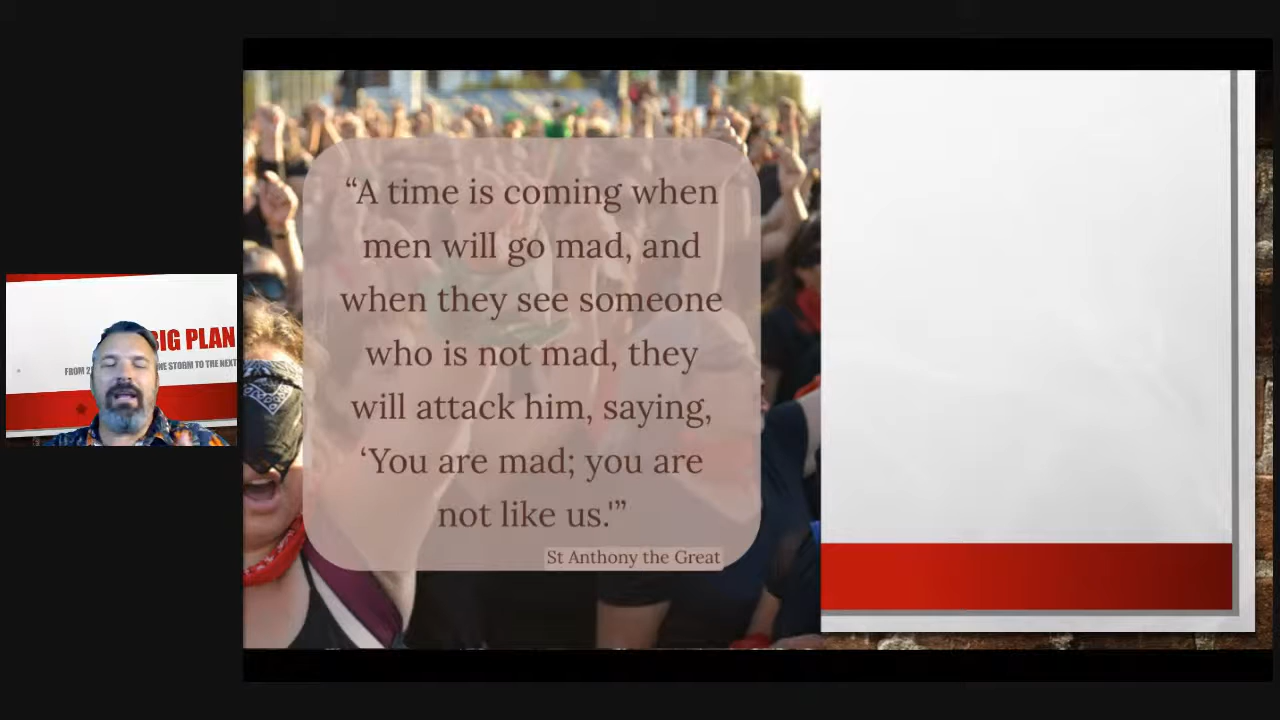 “A time is coming when
men will go mad, and
when they see someone
who is not mad, they
will attack him, saying,
‘You are mad; you are
not like us.'”
St Anthony the Great
BIG PLAN
FROM
NE STORM TO THE NEXT